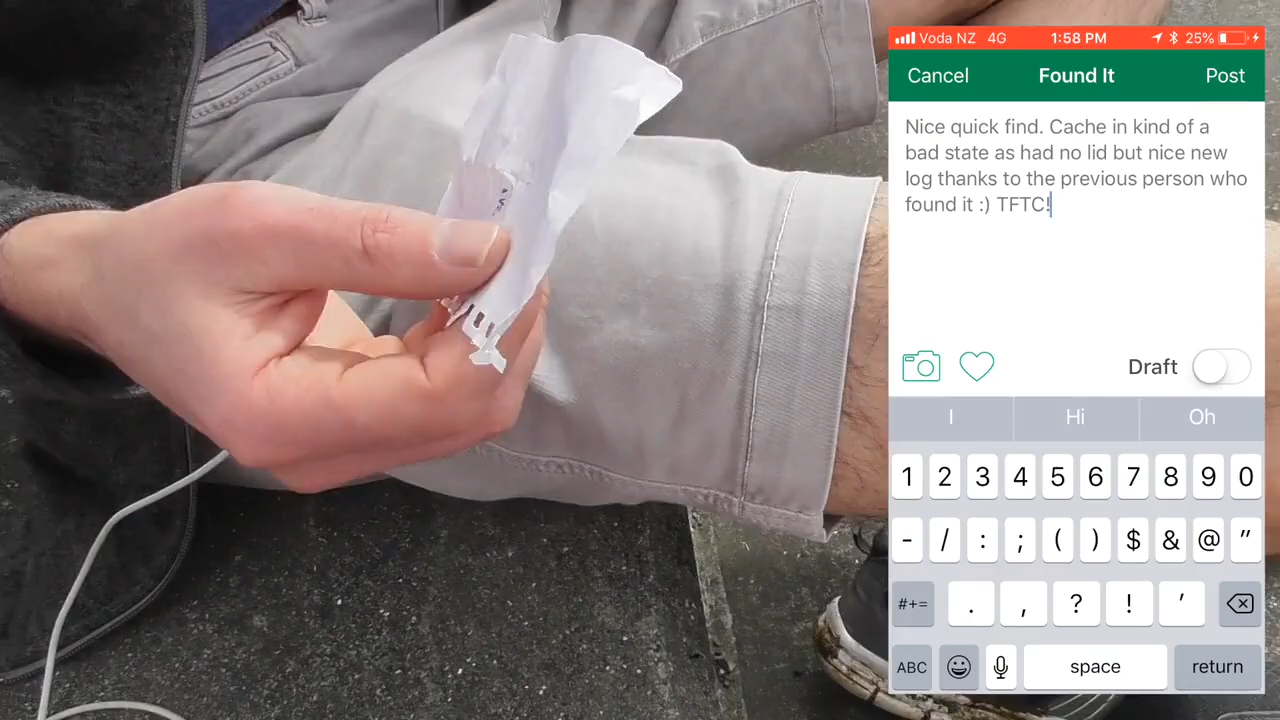 Voda NZ 4G 1:58 PM 25%
Cancel Found It Post
Nice quick find. Cache in kind of a
bad state as had no lid but nice new
log thanks to the previous person who
found it :) TFTC!
Draft
I Hi Oh
1 2 3 4 5 6 7 8 9 0
- / : ; ( ) $ & @ "
#+= . , ? ! '
ABC space return